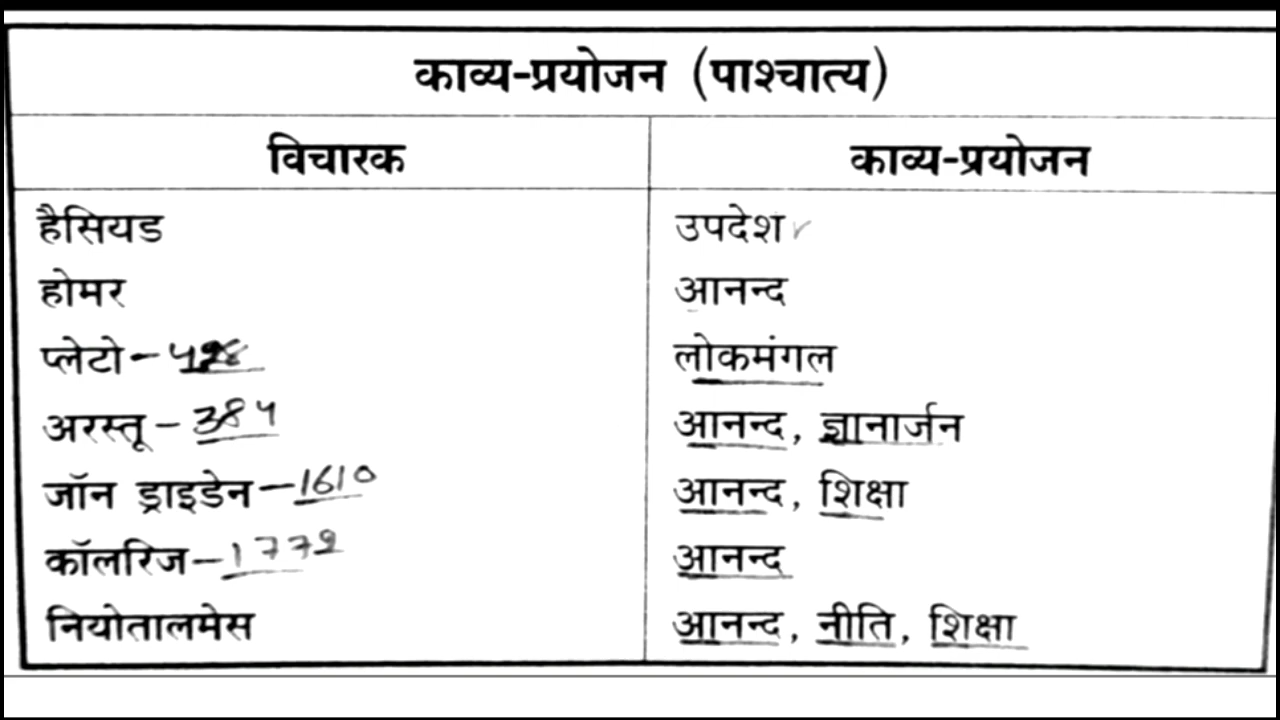 काव्य-प्रयोजन (पाश्चात्य)
विचारक काव्य-प्रयोजन
हैसियड उपदेश
होमर आनन्द
प्लेटो- लोकमंगल
अरस्तू - 384 आनन्द, ज्ञानार्जन
जॉन ड्राइडेन-1610 आनन्द, शिक्षा
कॉलरिज-1772 आनन्द
नियोतालमेस आनन्द, नीति, शिक्षा